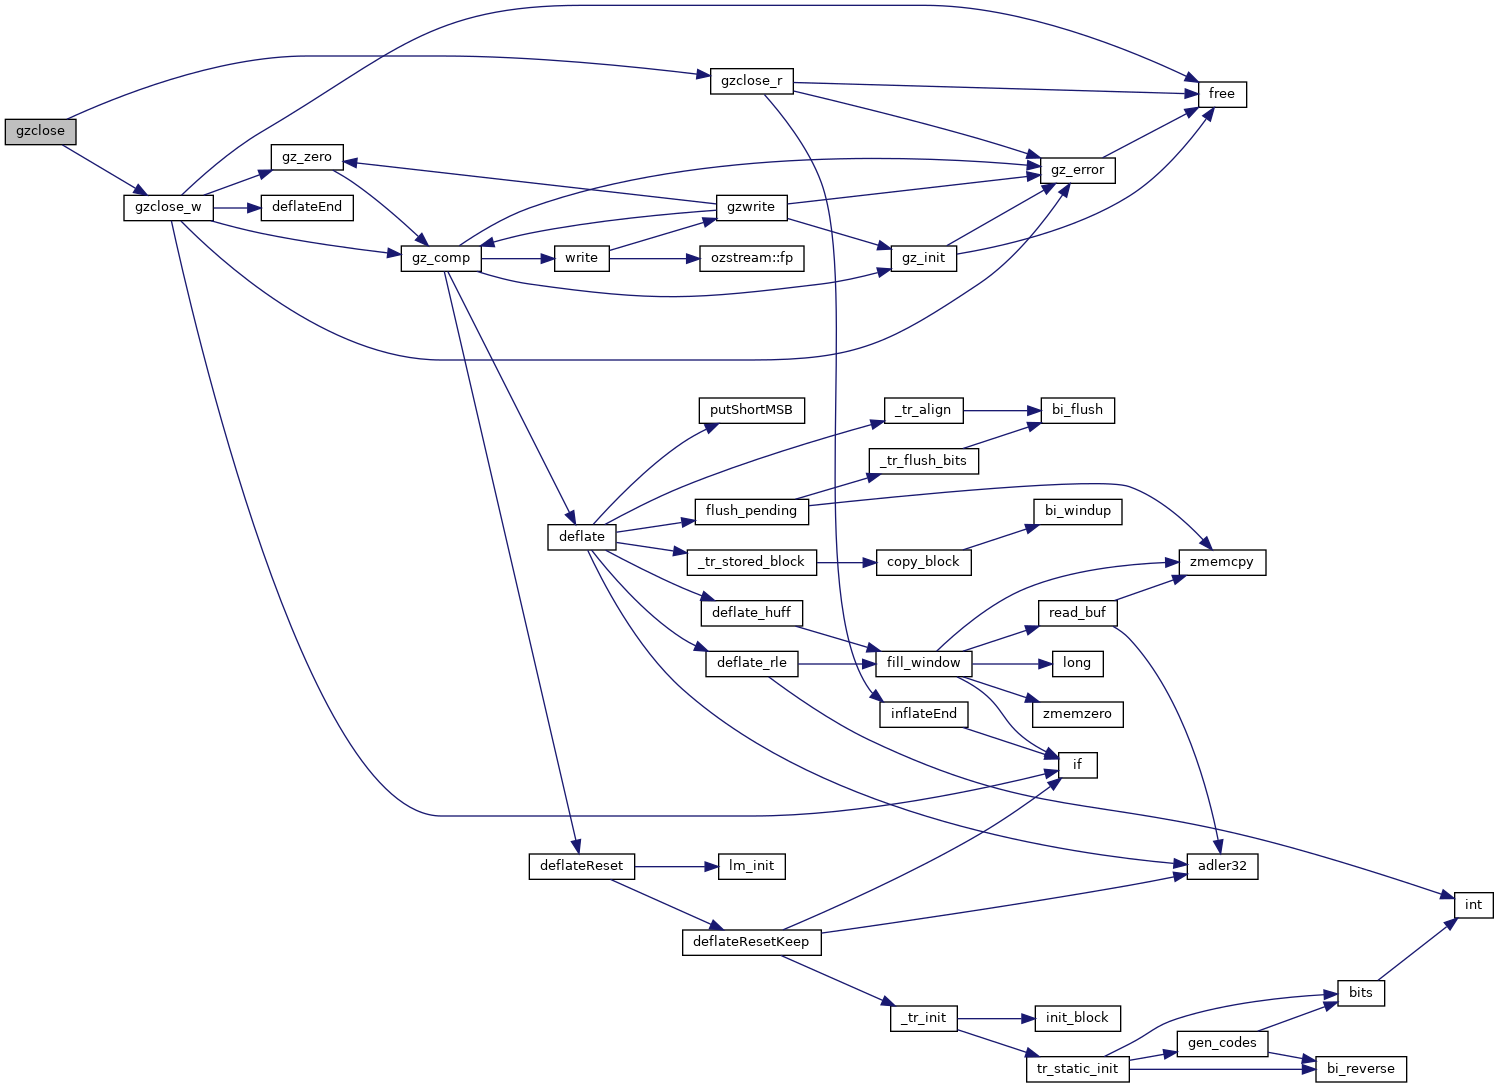 gzclose
gzclose_r
free
gz_zero
gz_error
gzclose_w
deflateEnd
gzwrite
gz_comp
write
ozstream::fp
gz_init
putShortMSB
_tr_align
bi_flush
_tr_flush_bits
flush_pending
bi_windup
deflate
_tr_stored_block
copy_block
zmemcpy
deflate_huff
read_buf
deflate_rle
fill_window
long
inflateEnd
zmemzero
if
deflateReset
lm_init
adler32
int
deflateResetKeep
bits
_tr_init
init_block
gen_codes
tr_static_init
bi_reverse